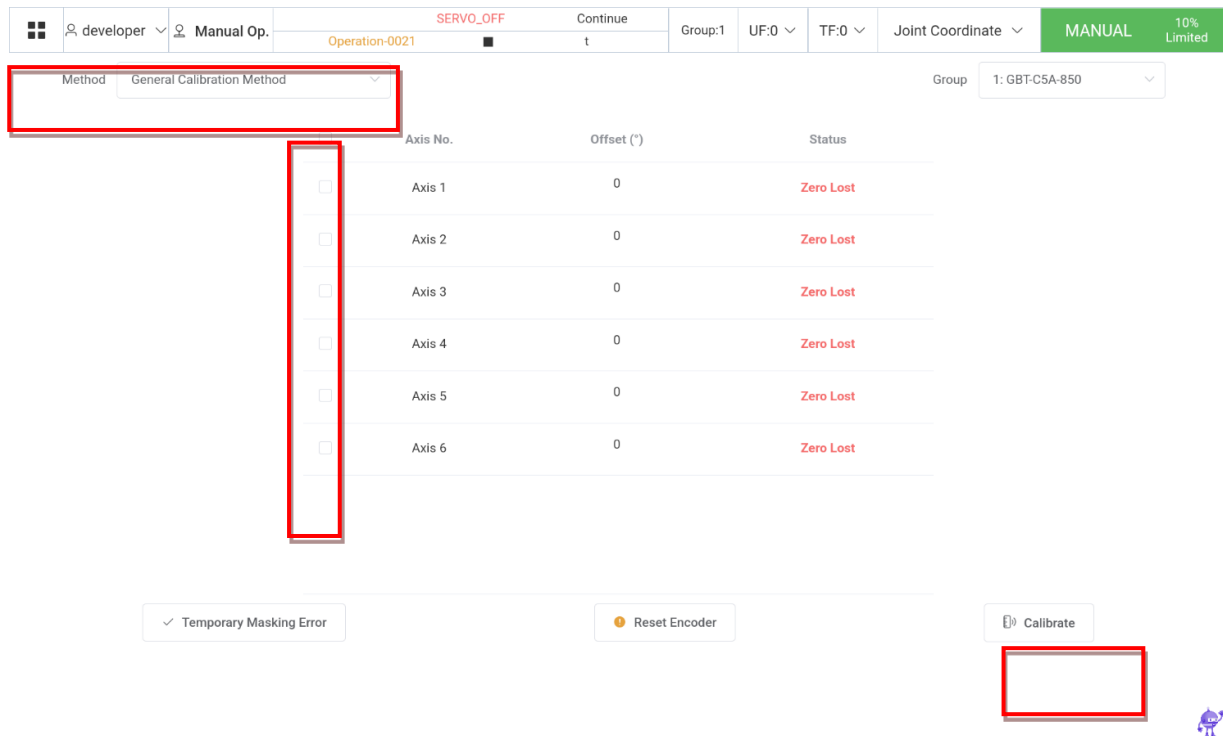 developer
Manual Op.
SERVO_OFF
Continue
Operation-0021
t
Group:1
UF:0
TF:0
Joint Coordinate
MANUAL
10%
Limited
Method
General Calibration Method
Group
1: GBT-C5A-850
Axis No. Offset (°) Status
Axis 1 0 Zero Lost
Axis 2 0 Zero Lost
Axis 3 0 Zero Lost
Axis 4 0 Zero Lost
Axis 5 0 Zero Lost
Axis 6 0 Zero Lost
Temporary Masking Error
Reset Encoder
Calibrate